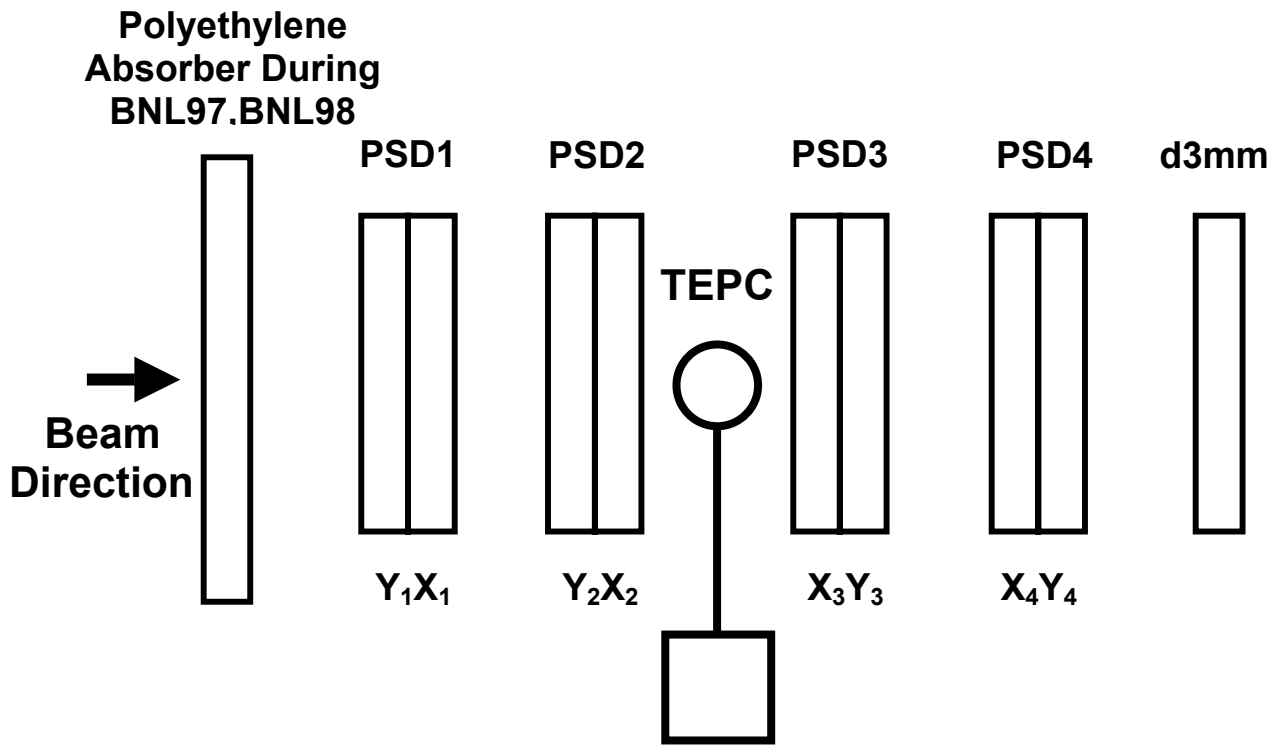 Polyethylene
Absorber During
BNL97,BNL98
PSD1
PSD2
PSD3
PSD4
d3mm
TEPC
Beam
Direction
Y₁X₁
Y₂X₂
X₃Y₃
X₄Y₄